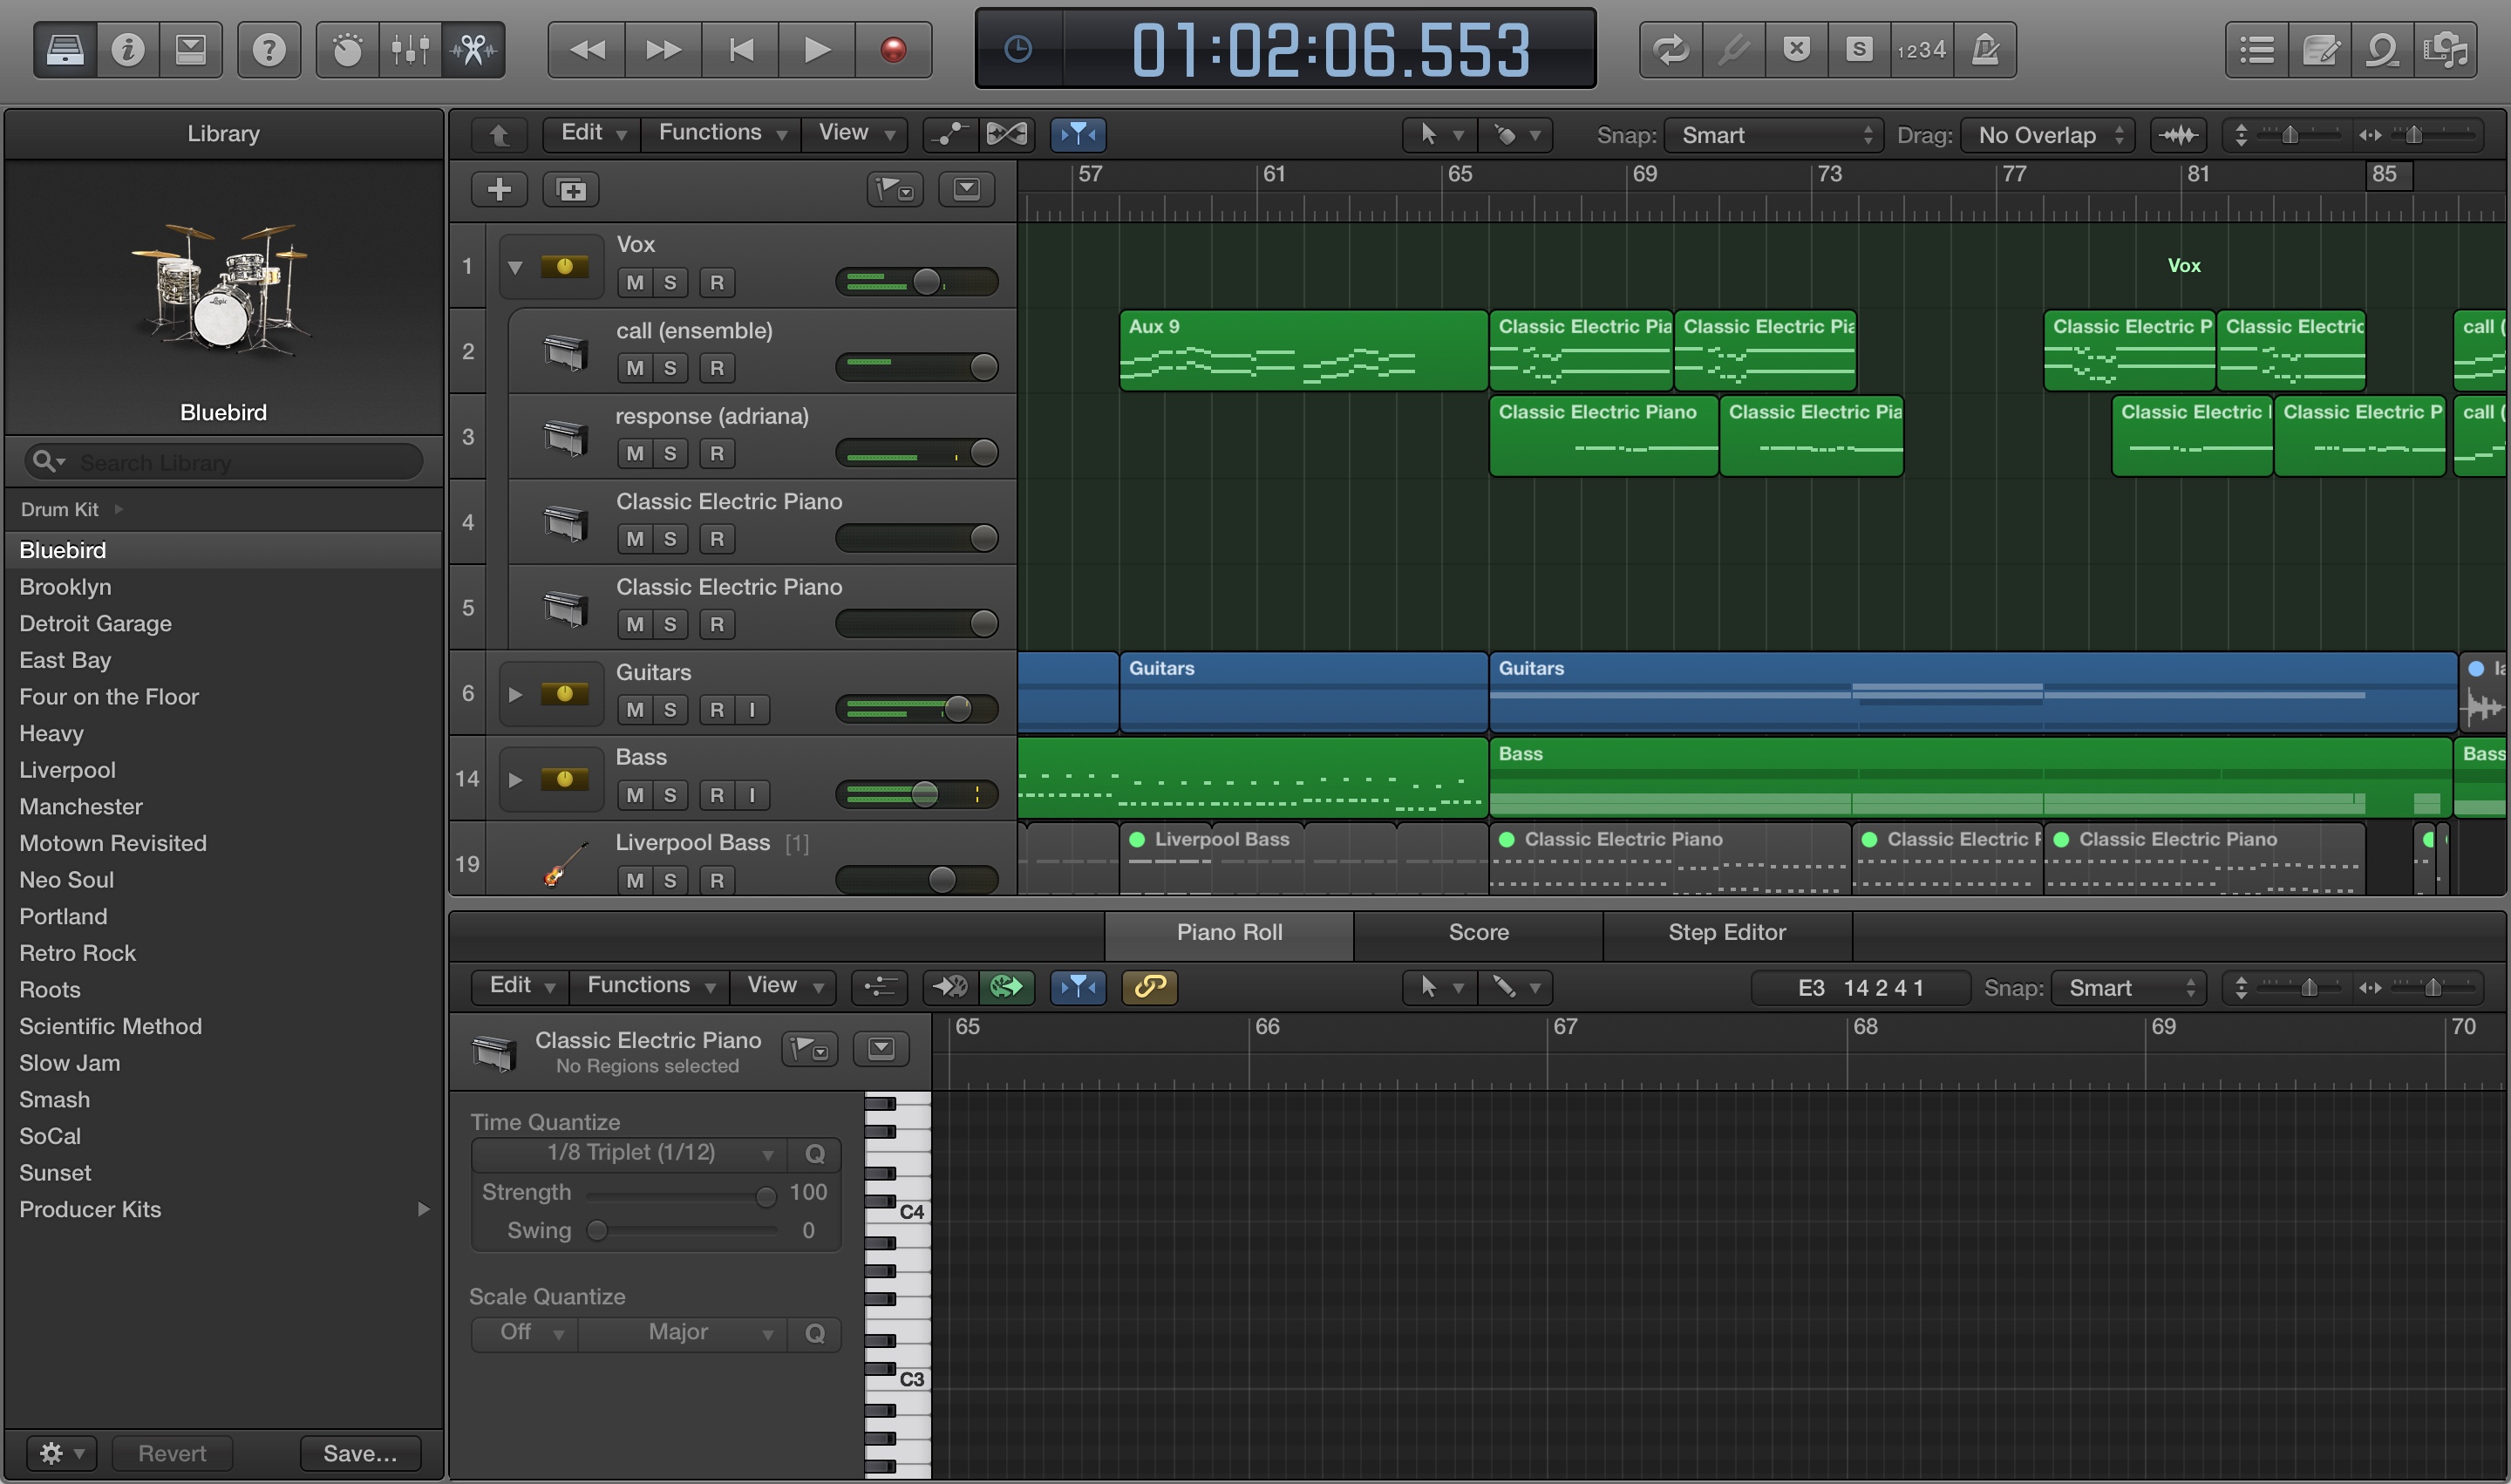 01:02:06.553
S
1234
Library
Edit
Functions
View
Snap:
Smart
Drag:
No Overlap
Bluebird
Search Library
Drum Kit
Bluebird
Brooklyn
Detroit Garage
East Bay
Four on the Floor
Heavy
Liverpool
Manchester
Motown Revisited
Neo Soul
Portland
Retro Rock
Roots
Scientific Method
Slow Jam
Smash
SoCal
Sunset
Producer Kits
Revert
Save...
57 61 65 69 73 77 81 85
1
Vox
M S R
Vox
2
call (ensemble)
M S R
Aux 9
Classic Electric Pia
Classic Electric Pia
Classic Electric P
Classic Electric
call (
3
response (adriana)
M S R
Classic Electric Piano
Classic Electric Pia
Classic Electric
Classic Electric P
call (
4
Classic Electric Piano
M S R
5
Classic Electric Piano
M S R
6
Guitars
M S R I
Guitars
Guitars
14
Bass
M S R I
Bass
Bass
19
Liverpool Bass [1]
M S R
Liverpool Bass
Classic Electric Piano
Classic Electric P
Classic Electric Piano
Piano Roll
Score
Step Editor
Edit
Functions
View
E3 14 2 4 1
Snap:
Smart
Classic Electric Piano
No Regions selected
65 66 67 68 69 70
Time Quantize
1/8 Triplet (1/12)
Q
Strength
100
Swing
0
Scale Quantize
Off
Major
Q
C4
C3